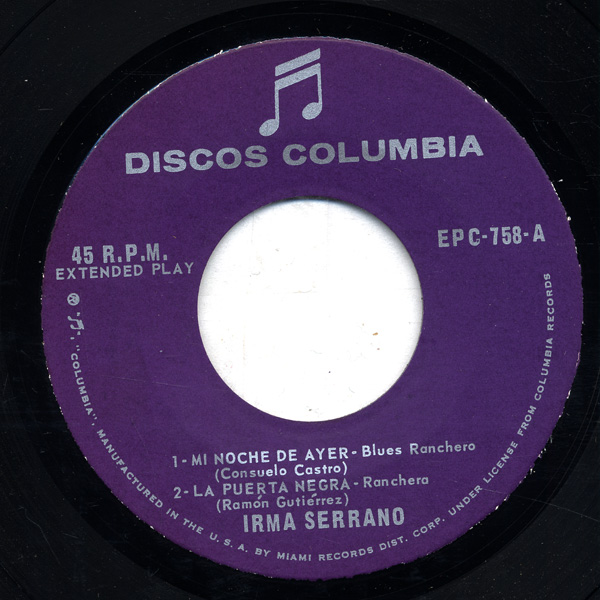 DISCOS COLUMBIA
45 R.P.M.
EXTENDED PLAY
EPC-758-A
1-MI NOCHE DE AYER-Blues Ranchero
(Consuelo Castro)
2-LA PUERTA NEGRA-Ranchera
(Ramón Gutiérrez)
IRMA SERRANO
"COLUMBIA", MANUFACTURED IN THE U.S.A. BY MIAMI RECORDS DIST. CORP. UNDER LICENSE FROM COLUMBIA RECORDS